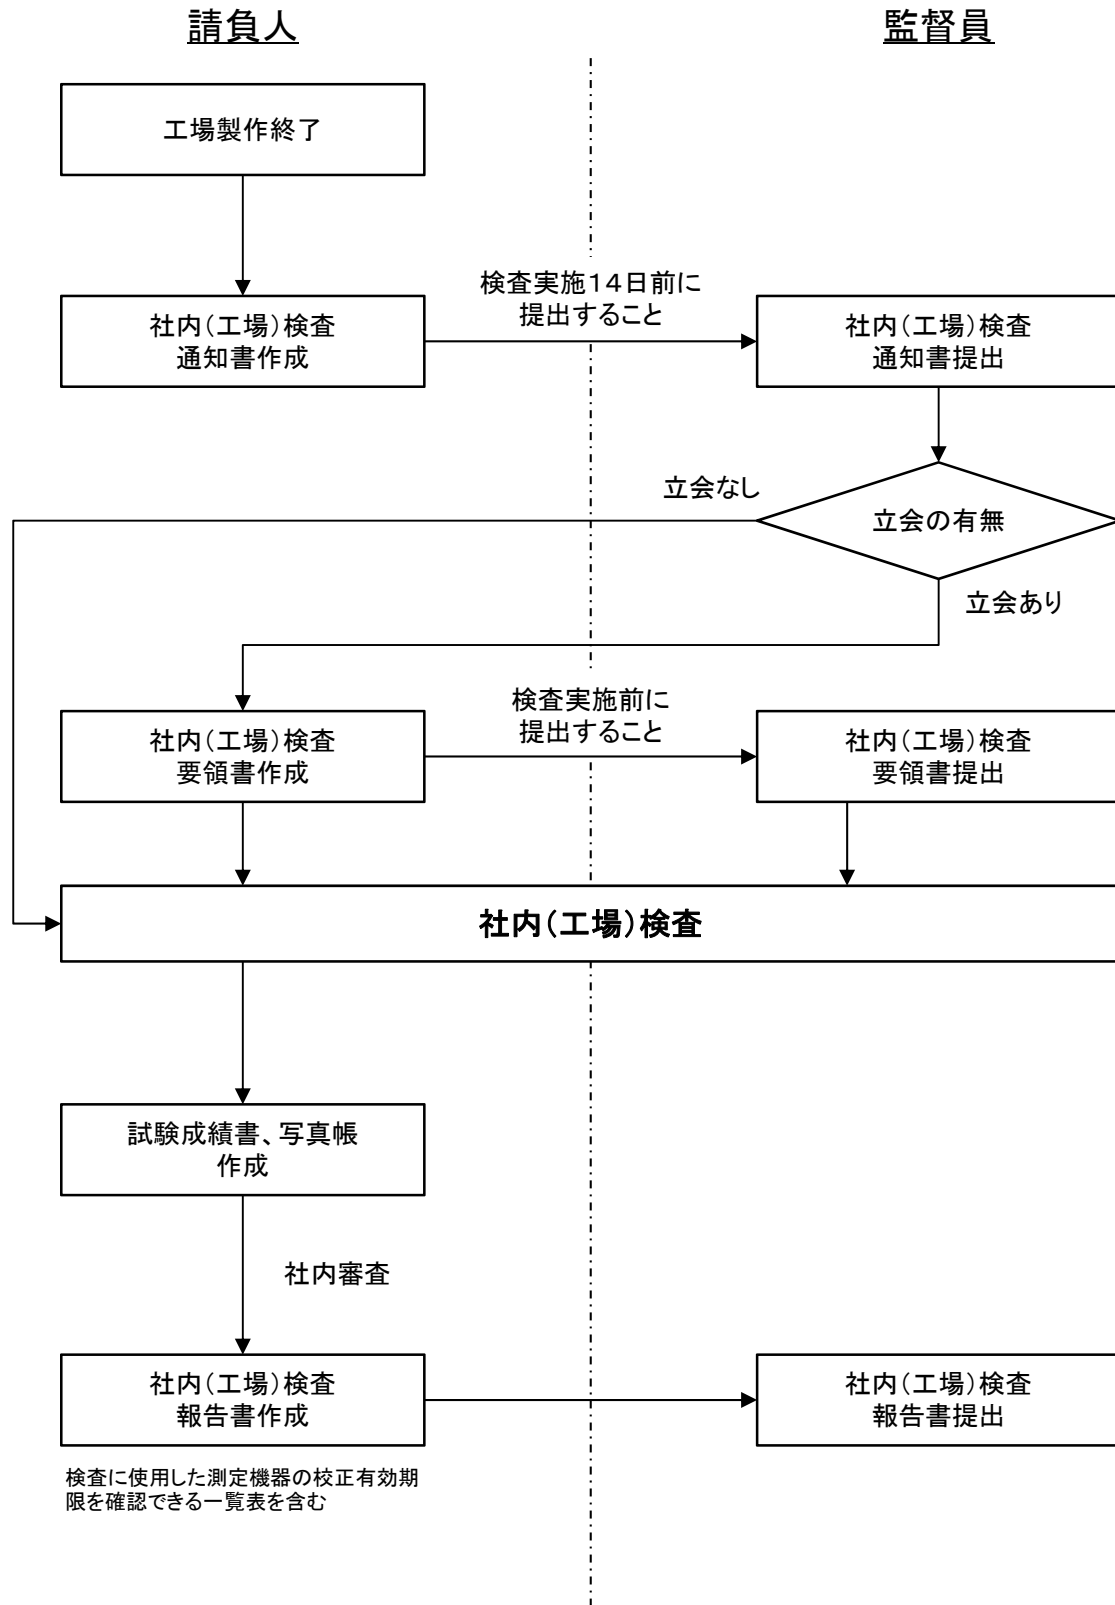 請負人
監督員
工場製作終了
検査実施14日前に
提出すること
社内(工場)検査
通知書作成
社内(工場)検査
通知書提出
立会なし
立会の有無
立会あり
検査実施前に
提出すること
社内(工場)検査
要領書作成
社内(工場)検査
要領書提出
社内(工場)検査
試験成績書、写真帳
作成
社内審査
社内(工場)検査
報告書作成
社内(工場)検査
報告書提出
検査に使用した測定機器の校正有効期
限を確認できる一覧表を含む